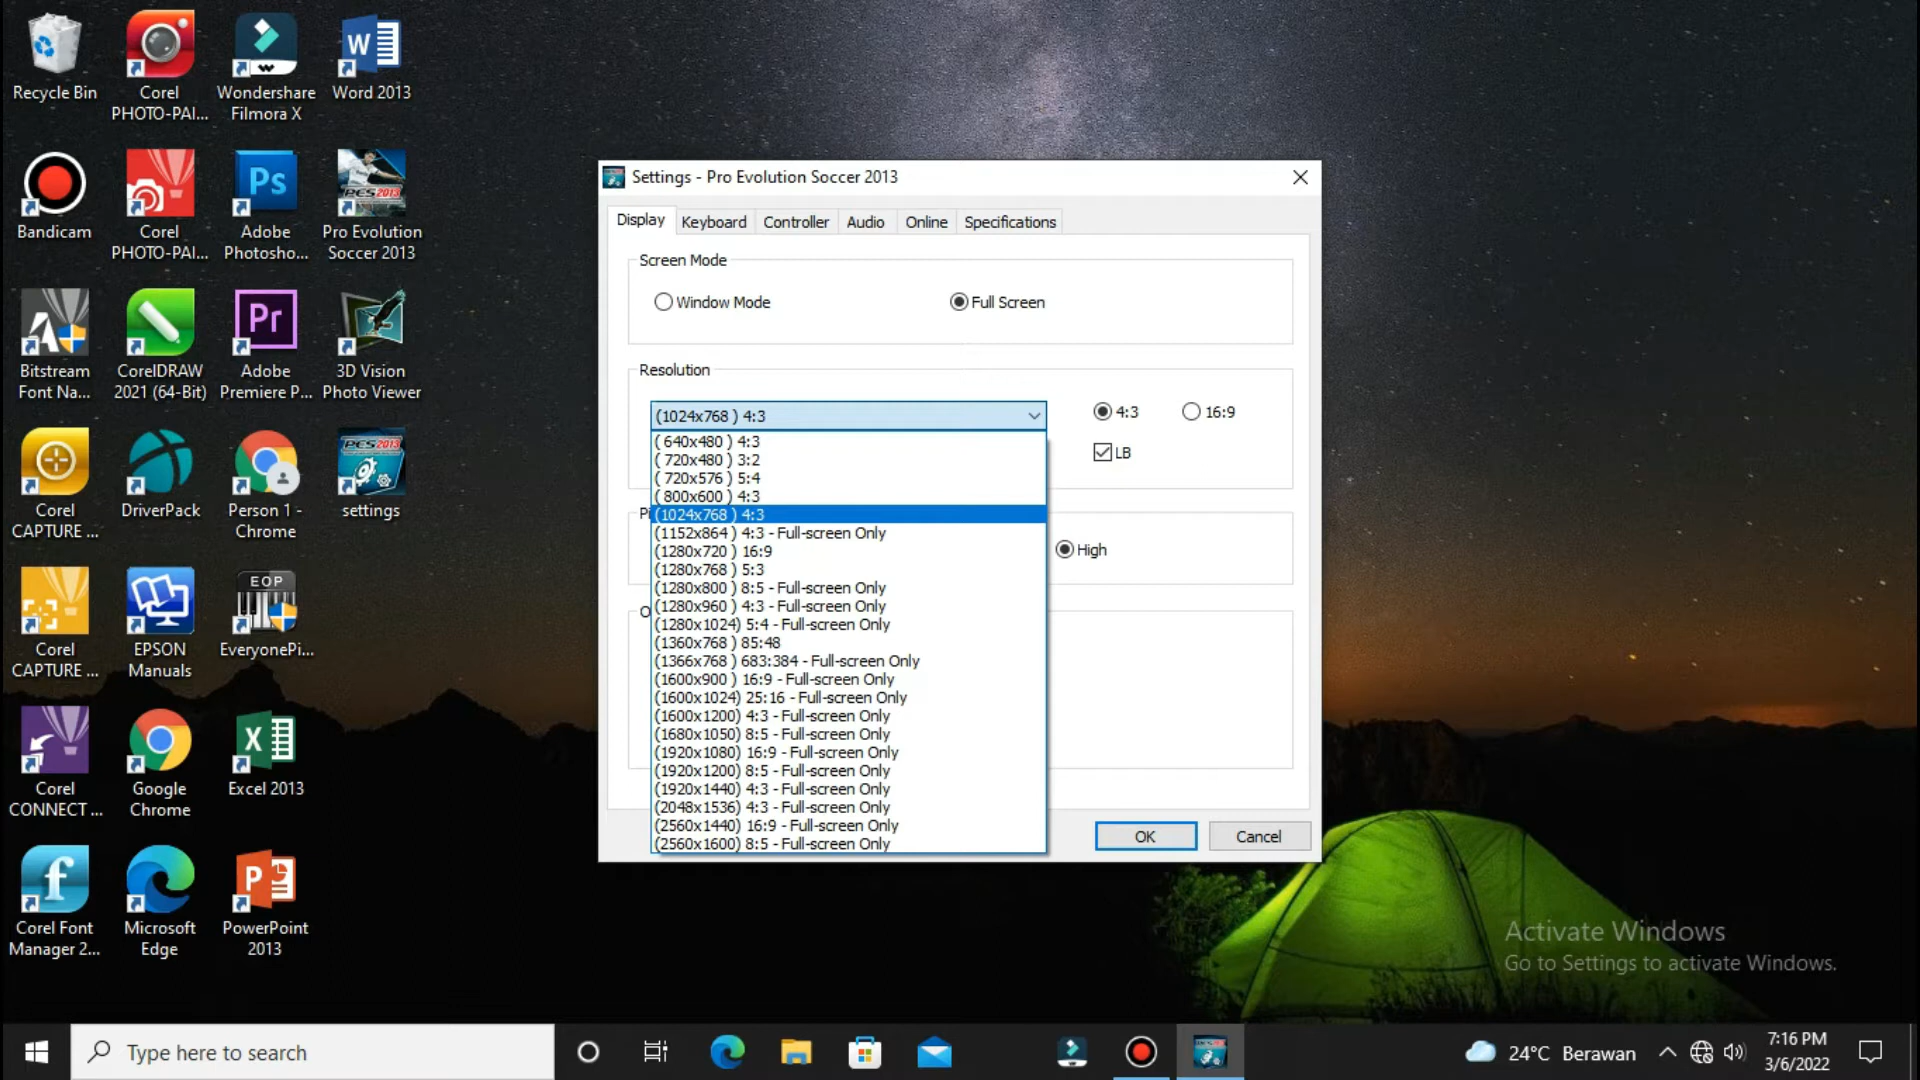 Recycle Bin
Corel
PHOTO-PAI...
Wondershare
Filmora X
Word 2013
Bandicam
Corel
PHOTO-PAI...
Adobe
Photosho...
Pro Evolution
Soccer 2013
Bitstream
Font Na...
CorelDRAW
2021 (64-Bit)
Adobe
Premiere P...
3D Vision
Photo Viewer
Corel
CAPTURE ...
DriverPack
Person 1 -
Chrome
settings
Corel
CAPTURE ...
EPSON
Manuals
EOP
EveryonePi...
Corel
CONNECT ...
Google
Chrome
Excel 2013
Corel Font
Manager 2...
Microsoft
Edge
PowerPoint
2013
Settings - Pro Evolution Soccer 2013
Display Keyboard Controller Audio Online Specifications
Screen Mode
Window Mode Full Screen
Resolution
(1024x768 ) 4:3
4:3 16:9
LB
( 640x480 ) 4:3
( 720x480 ) 3:2
( 720x576 ) 5:4
( 800x600 ) 4:3
(1024x768 ) 4:3
(1152x864 ) 4:3 - Full-screen Only
(1280x720 ) 16:9
(1280x768 ) 5:3
(1280x800 ) 8:5 - Full-screen Only
(1280x960 ) 4:3 - Full-screen Only
(1280x1024) 5:4 - Full-screen Only
(1360x768 ) 85:48
(1366x768 ) 683:384 - Full-screen Only
(1600x900 ) 16:9 - Full-screen Only
(1600x1024) 25:16 - Full-screen Only
(1600x1200) 4:3 - Full-screen Only
(1680x1050) 8:5 - Full-screen Only
(1920x1080) 16:9 - Full-screen Only
(1920x1200) 8:5 - Full-screen Only
(1920x1440) 4:3 - Full-screen Only
(2048x1536) 4:3 - Full-screen Only
(2560x1440) 16:9 - Full-screen Only
(2560x1600) 8:5 - Full-screen Only
High
OK Cancel
Activate Windows
Go to Settings to activate Windows.
Type here to search
24°C Berawan
7:16 PM
3/6/2022